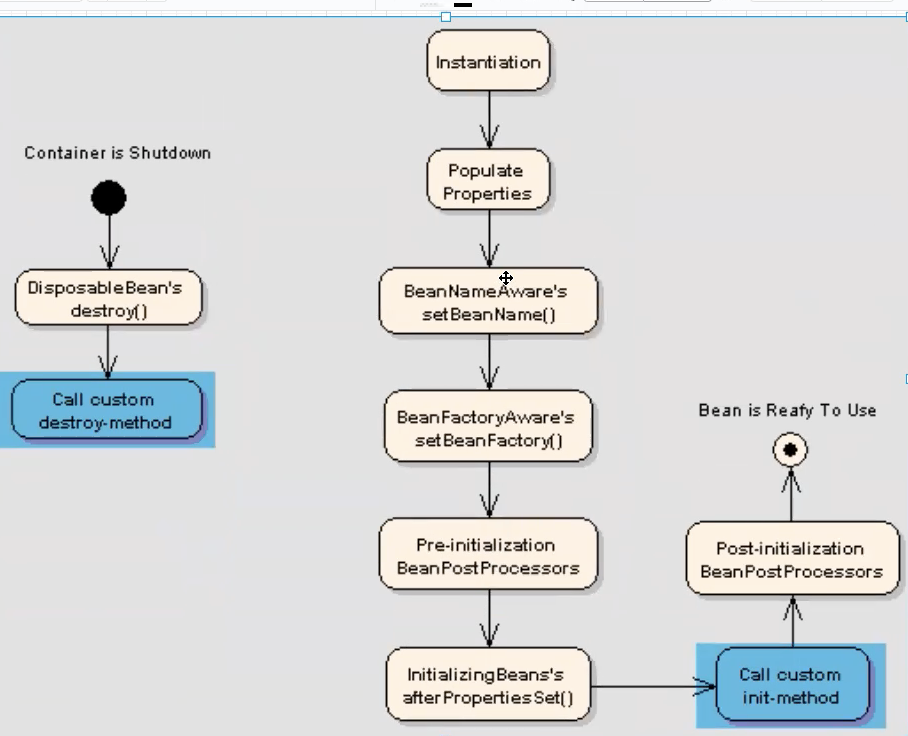 Instantiation
Populate
Properties
Container is Shutdown
DisposableBean's
destroy()
Call custom
destroy-method
BeanNameAware's
setBeanName()
BeanFactoryAware's
setBeanFactory()
Pre-initialization
BeanPostProcessors
InitializingBeans's
afterPropertiesSet()
Call custom
init-method
Post-initialization
BeanPostProcessors
Bean is Reafy To Use